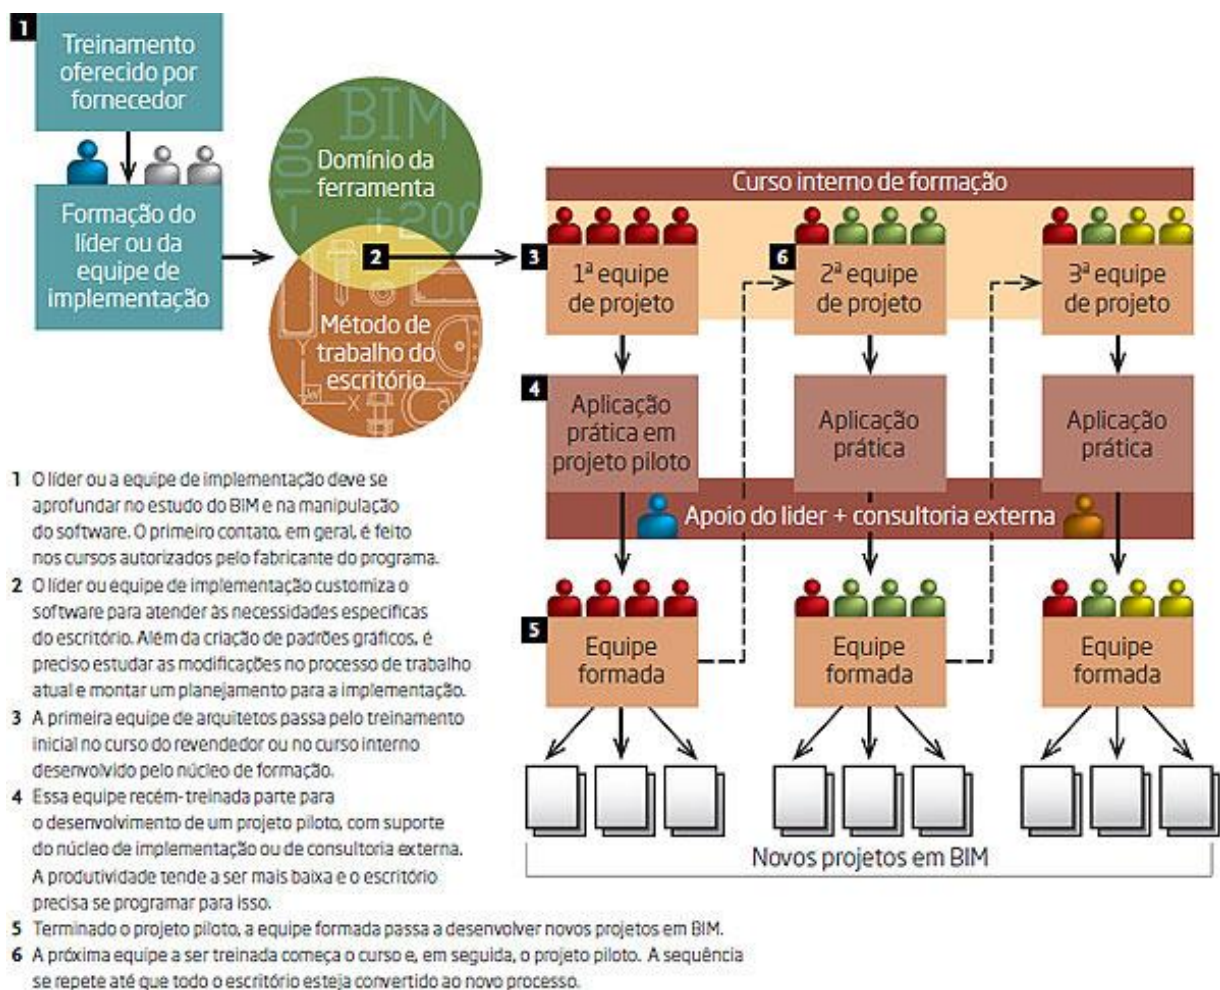 1
Treinamento
oferecido por
fornecedor
Formação do
líder ou da
equipe de
implementação
BIM
100
+200
Domínio da
ferramenta
2
Método de
trabalho do
escritório
Curso interno de formação
3
1ª equipe
de projeto
6
2ª equipe
de projeto
3ª equipe
de projeto
4
Aplicação
prática em
projeto piloto
Aplicação
prática
Aplicação
prática
Apoio do lider + consultoria externa
5
Equipe
formada
Equipe
formada
Equipe
formada
Novos projetos em BIM
1 O líder ou a equipe de implementação deve se
aprofundar no estudo do BIM e na manipulação
do software. O primeiro contato, em geral, é feito
nos cursos autorizados pelo fabricante do programa.
2 O líder ou equipe de implementação customiza o
software para atender às necessidades específicas
do escritório. Além da criação de padrões gráficos, é
preciso estudar as modificações no processo de trabalho
atual e montar um planejamento para a implementação.
3 A primeira equipe de arquitetos passa pelo treinamento
inicial no curso do revendedor ou no curso interno
desenvolvido pelo núcleo de formação.
4 Essa equipe recém-treinada parte para
o desenvolvimento de um projeto piloto, com suporte
do núcleo de implementação ou de consultoria externa.
A produtividade tende a ser mais baixa e o escritório
precisa se programar para isso.
5 Terminado o projeto piloto, a equipe formada passa a desenvolver novos projetos em BIM.
6 A próxima equipe a ser treinada começa o curso e, em seguida, o projeto piloto. A sequência
se repete até que todo o escritório esteja convertido ao novo processo.